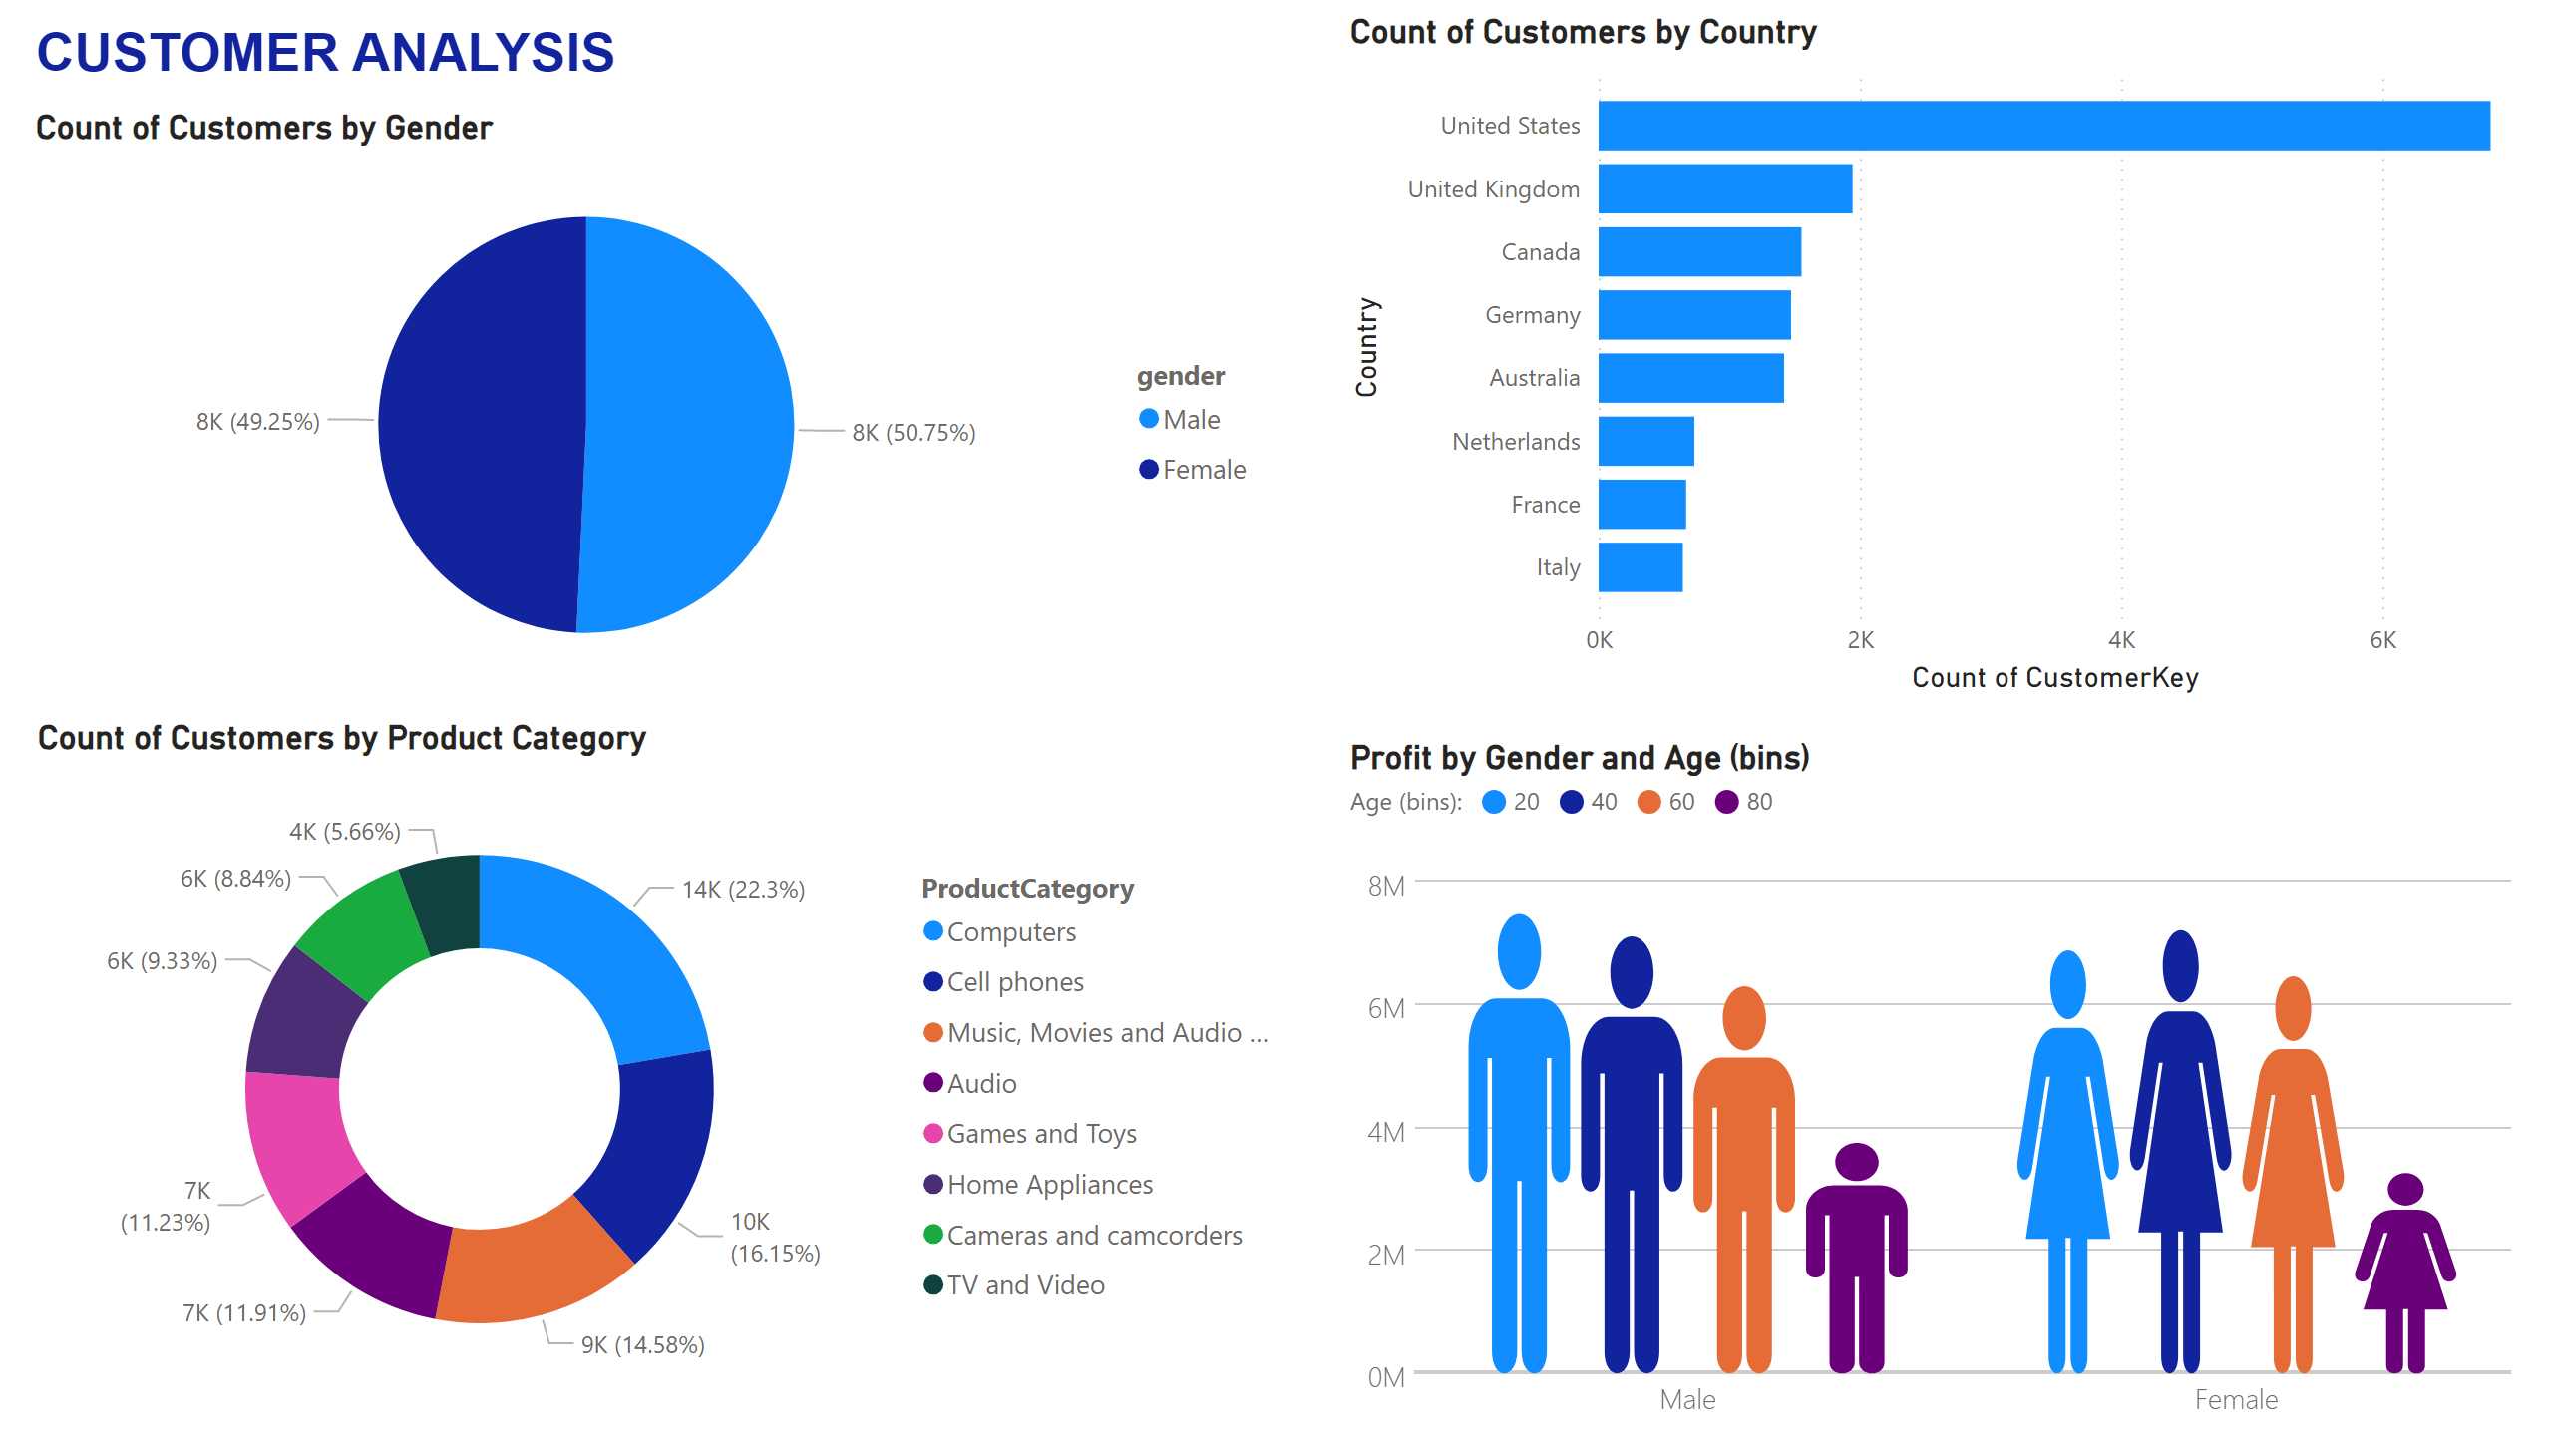 CUSTOMER ANALYSIS
Count of Customers by Gender
8K (49.25%)
8K (50.75%)
gender
Male
Female
Count of Customers by Country
Country
United States
United Kingdom
Canada
Germany
Australia
Netherlands
France
Italy
0K 2K 4K 6K
Count of CustomerKey
Count of Customers by Product Category
4K (5.66%)
6K (8.84%)
6K (9.33%)
7K
(11.23%)
7K (11.91%)
9K (14.58%)
10K
(16.15%)
14K (22.3%)
ProductCategory
Computers
Cell phones
Music, Movies and Audio ...
Audio
Games and Toys
Home Appliances
Cameras and camcorders
TV and Video
Profit by Gender and Age (bins)
Age (bins): 20 40 60 80
8M
6M
4M
2M
0M
Male Female